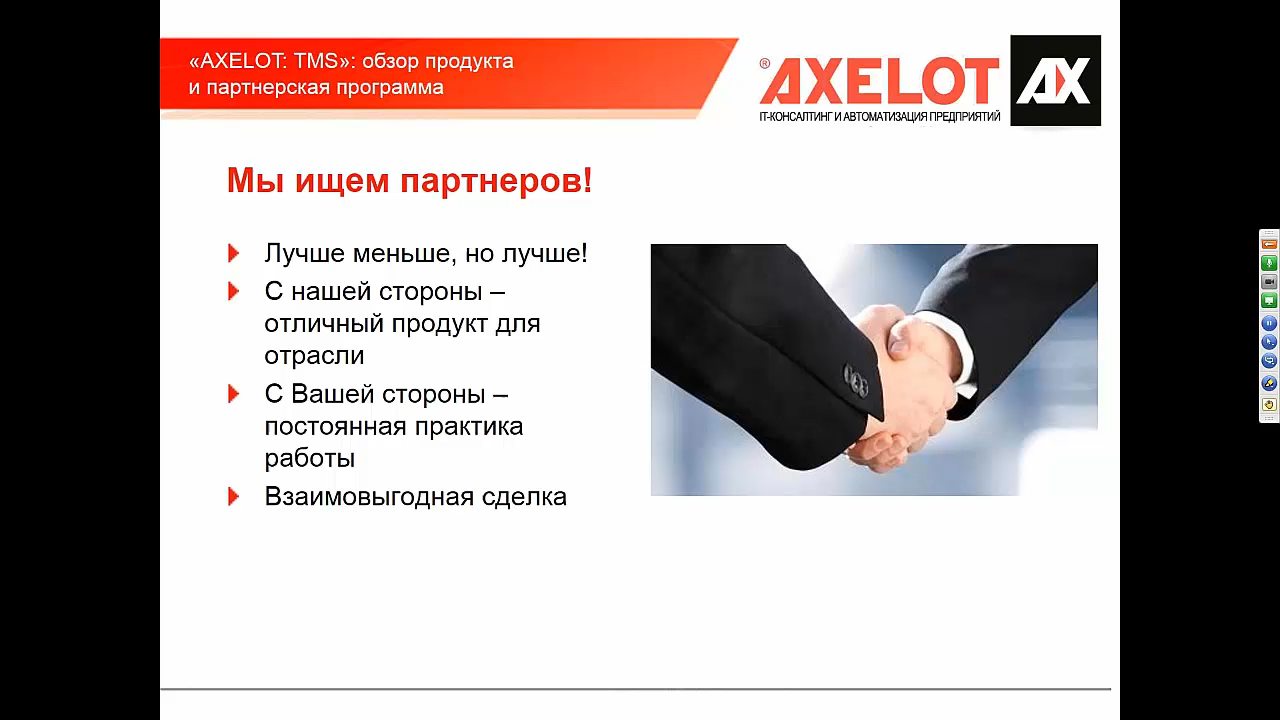 «AXELOT: TMS»: обзор продукта
и партнерская программа
® AXELOT AX
IT-КОНСАЛТИНГ И АВТОМАТИЗАЦИЯ ПРЕДПРИЯТИЙ
Мы ищем партнеров!
Лучше меньше, но лучше!
С нашей стороны –
отличный продукт для
отрасли
С Вашей стороны –
постоянная практика
работы
Взаимовыгодная сделка